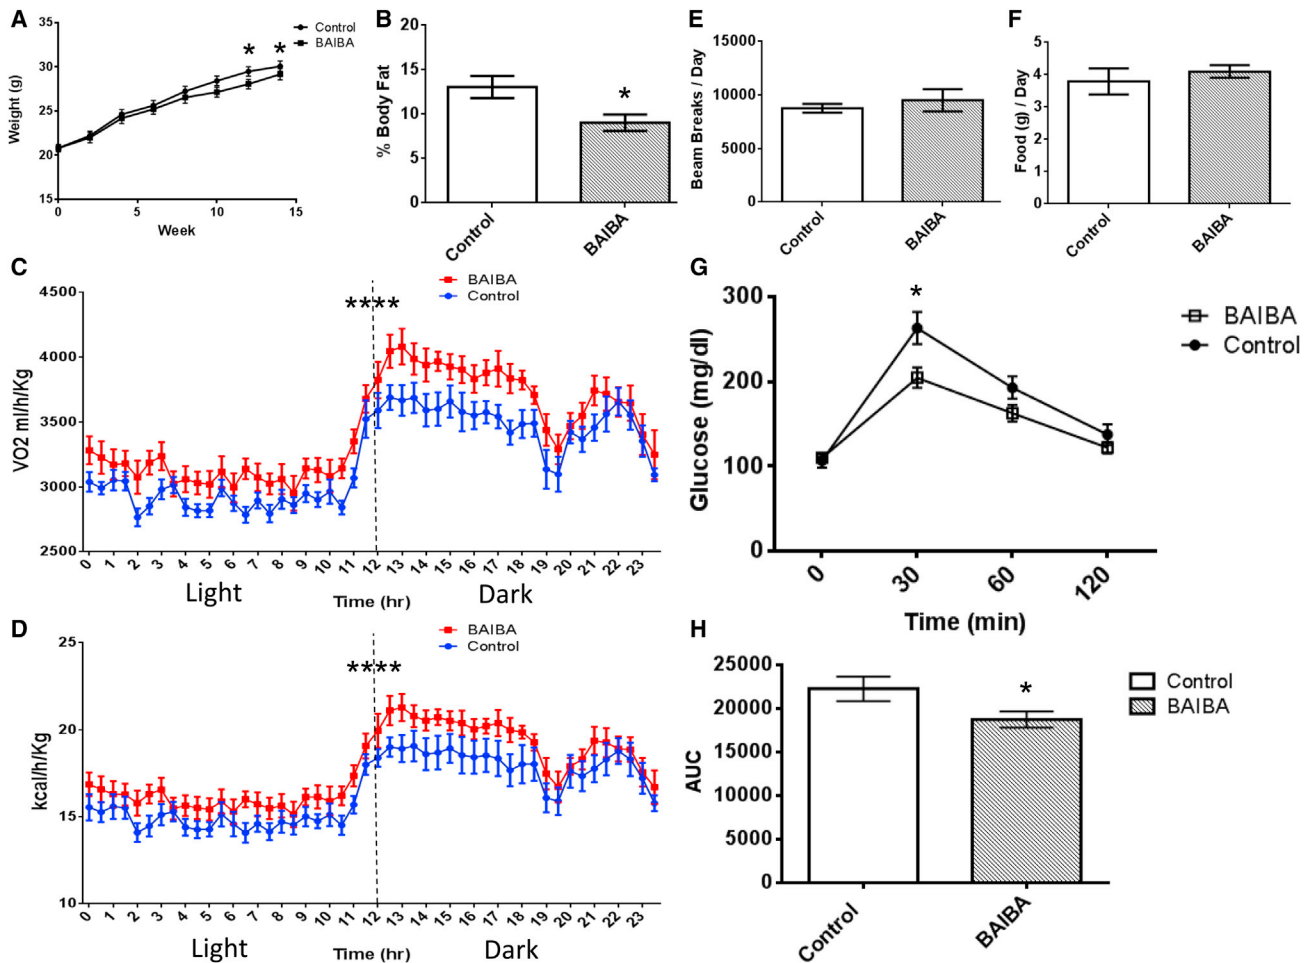 A
Weight (g)
35
30
25
20
15
* *
Control
BAIBA
0 5 10 15
Week
B
% Body Fat
20
15
10
5
0
*
Control
BAIBA
E
Beam Breaks / Day
15000
10000
5000
0
Control
BAIBA
F
Food (g) / Day
5
4
3
2
1
0
Control
BAIBA
C
VO2 ml/h/Kg
4500
4000
3500
3000
2500
BAIBA
Control
****
0 1 2 3 4 5 6 7 8 9 10 11 12 13 14 15 16 17 18 19 20 21 22 23
Light
Time (hr)
Dark
D
kcal/h/Kg
25
20
15
10
BAIBA
Control
****
0 1 2 3 4 5 6 7 8 9 10 11 12 13 14 15 16 17 18 19 20 21 22 23
Light
Time (hr)
Dark
G
Glucose (mg/dl)
300
200
100
0
*
BAIBA
Control
0 30 60 120
Time (min)
H
AUC
25000
20000
15000
10000
5000
0
*
Control
BAIBA
Control
BAIBA